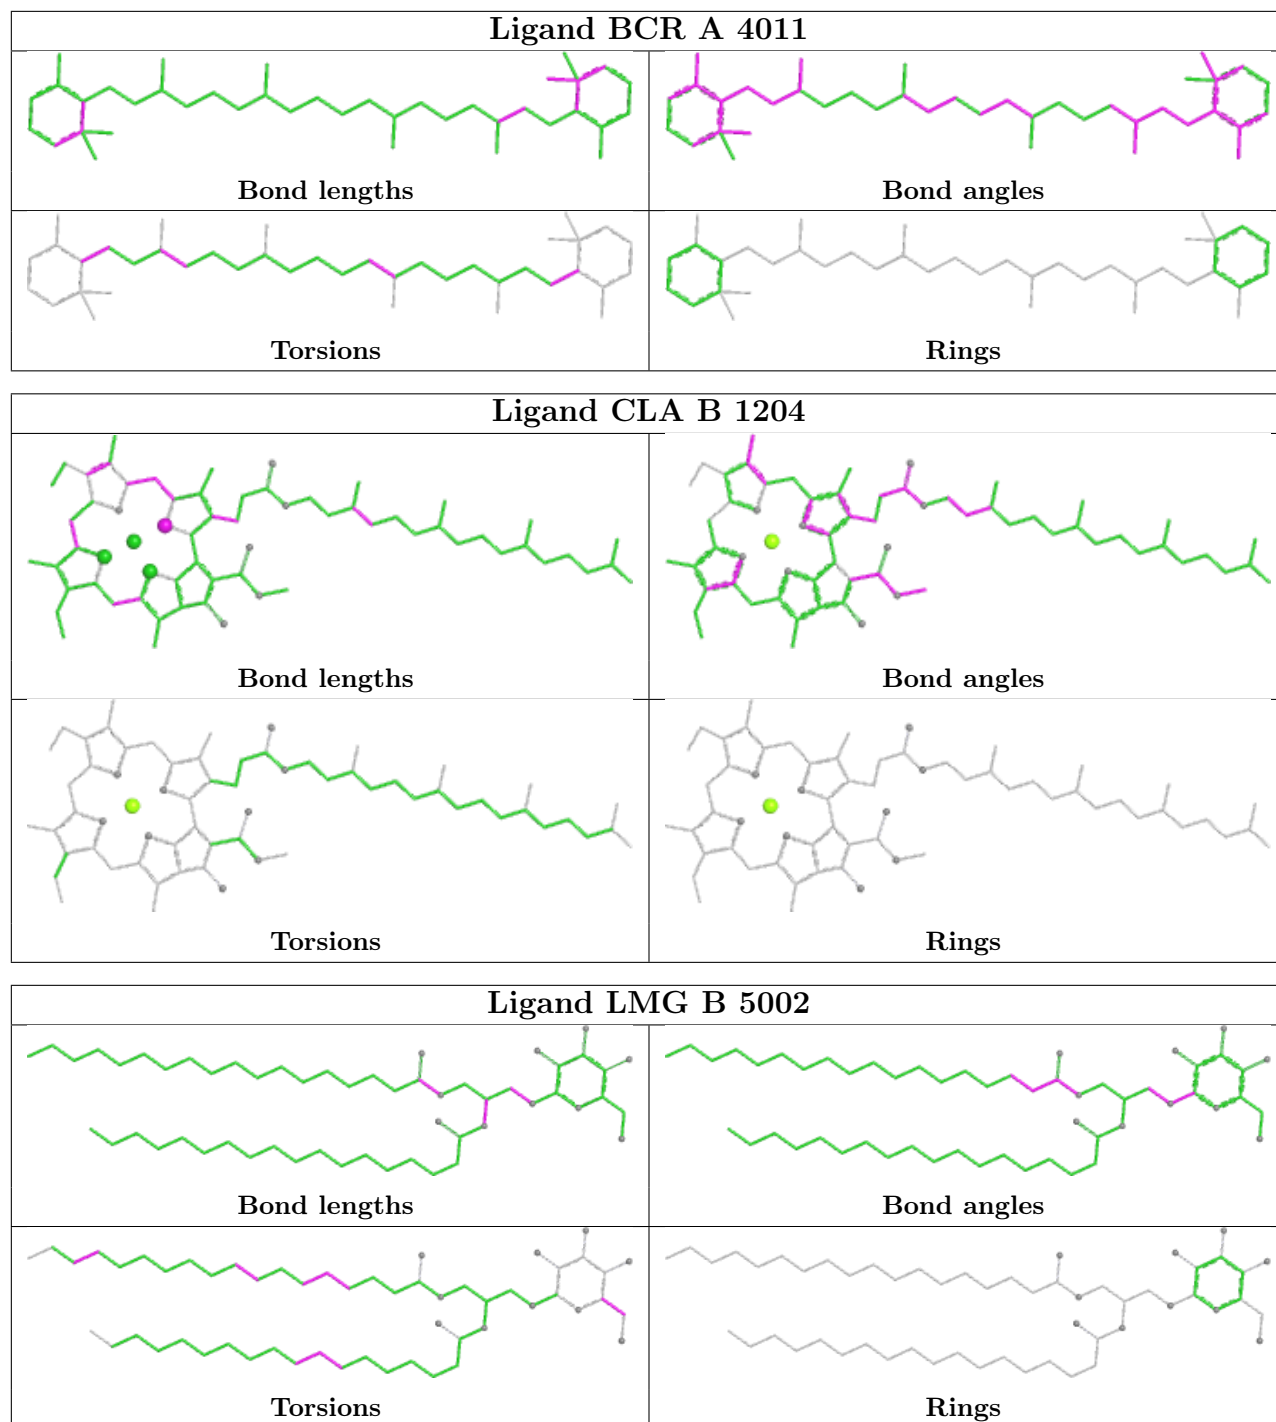 Ligand BCR A 4011
Bond lengths
Bond angles
Torsions
Rings
Ligand CLA B 1204
Bond lengths
Bond angles
Torsions
Rings
Ligand LMG B 5002
Bond lengths
Bond angles
Torsions
Rings